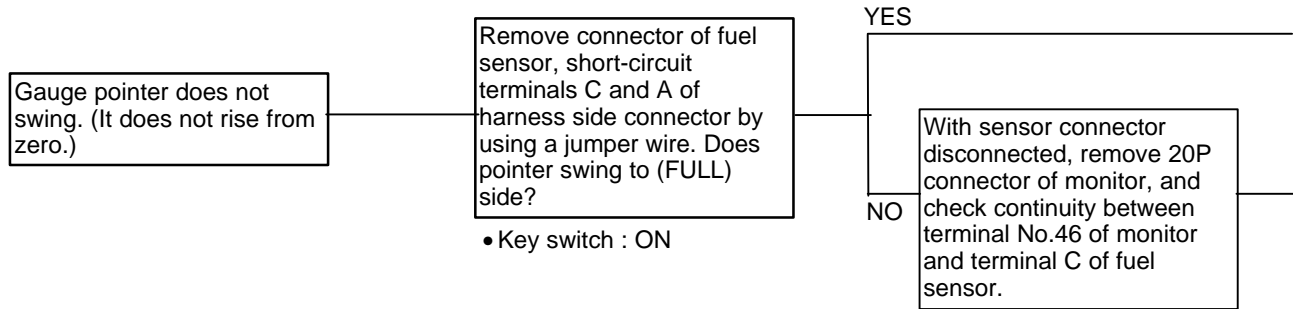 Gauge pointer does not
swing. (It does not rise from
zero.)
Remove connector of fuel
sensor, short-circuit
terminals C and A of
harness side connector by
using a jumper wire. Does
pointer swing to (FULL)
side?
• Key switch : ON
YES
NO
With sensor connector
disconnected, remove 20P
connector of monitor, and
check continuity between
terminal No.46 of monitor
and terminal C of fuel
sensor.